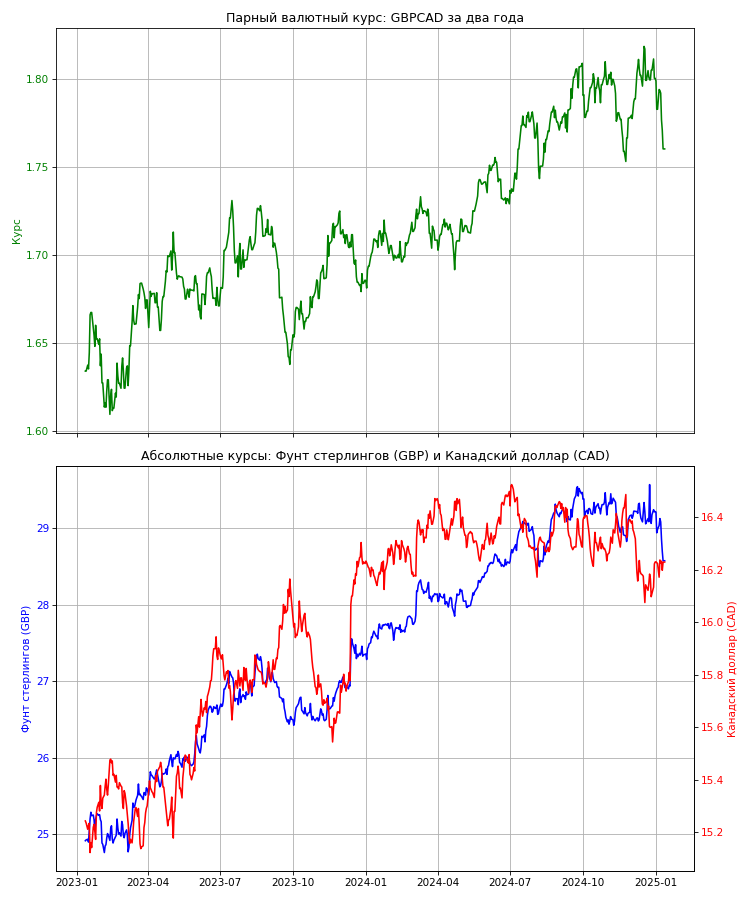 Парный валютный курс: GBPCAD за два года
1.80
1.75
1.70
1.65
1.60
Курс
Абсолютные курсы: Фунт стерлингов (GBP) и Канадский доллар (CAD)
29
28
27
26
25
Фунт стерлингов (GBP)
16.4
16.2
16.0
15.8
15.6
15.4
15.2
Канадский доллар (CAD)
2023-01 2023-04 2023-07 2023-10 2024-01 2024-04 2024-07 2024-10 2025-01